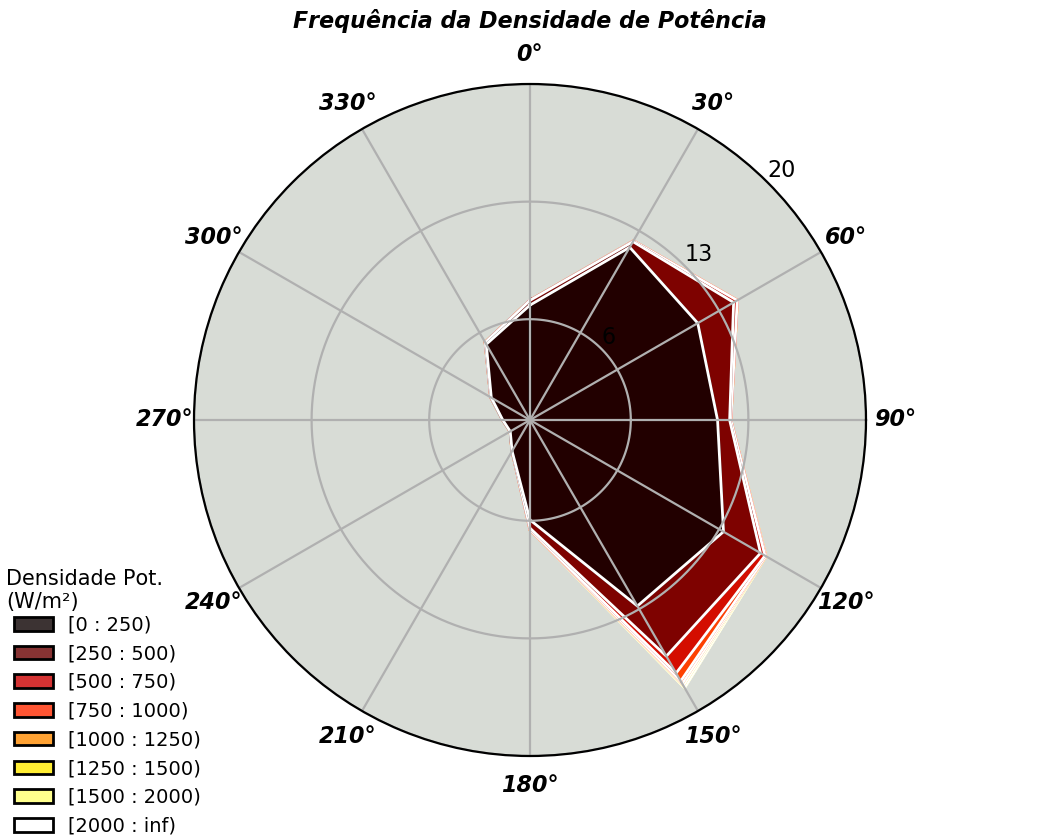 Frequência da Densidade de Potência
0°
330°
30°
20
300°
60°
13
6
270°
90°
240°
120°
210°
150°
180°
Densidade Pot.
(W/m²)
[0 : 250)
[250 : 500)
[500 : 750)
[750 : 1000)
[1000 : 1250)
[1250 : 1500)
[1500 : 2000)
[2000 : inf)